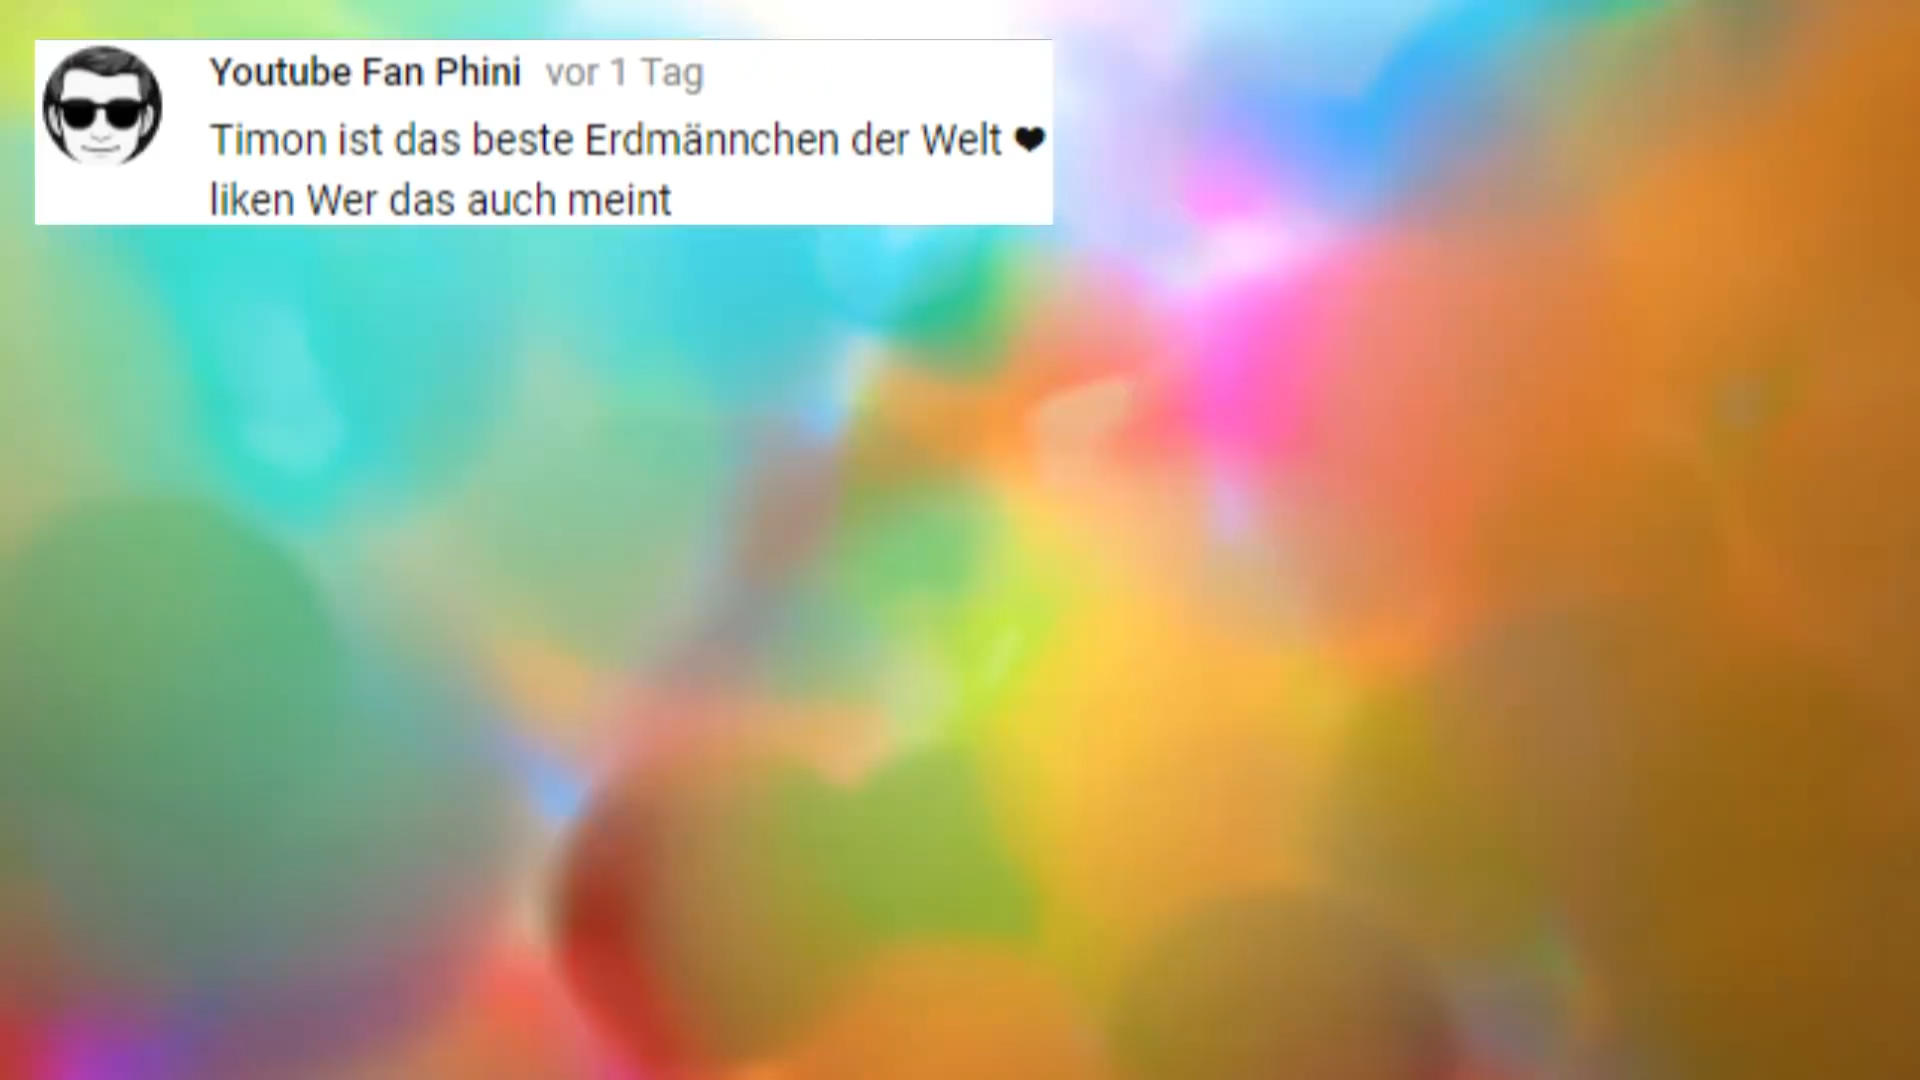 Youtube Fan Phini vor 1 Tag
Timon ist das beste Erdmännchen der Welt ❤
liken Wer das auch meint